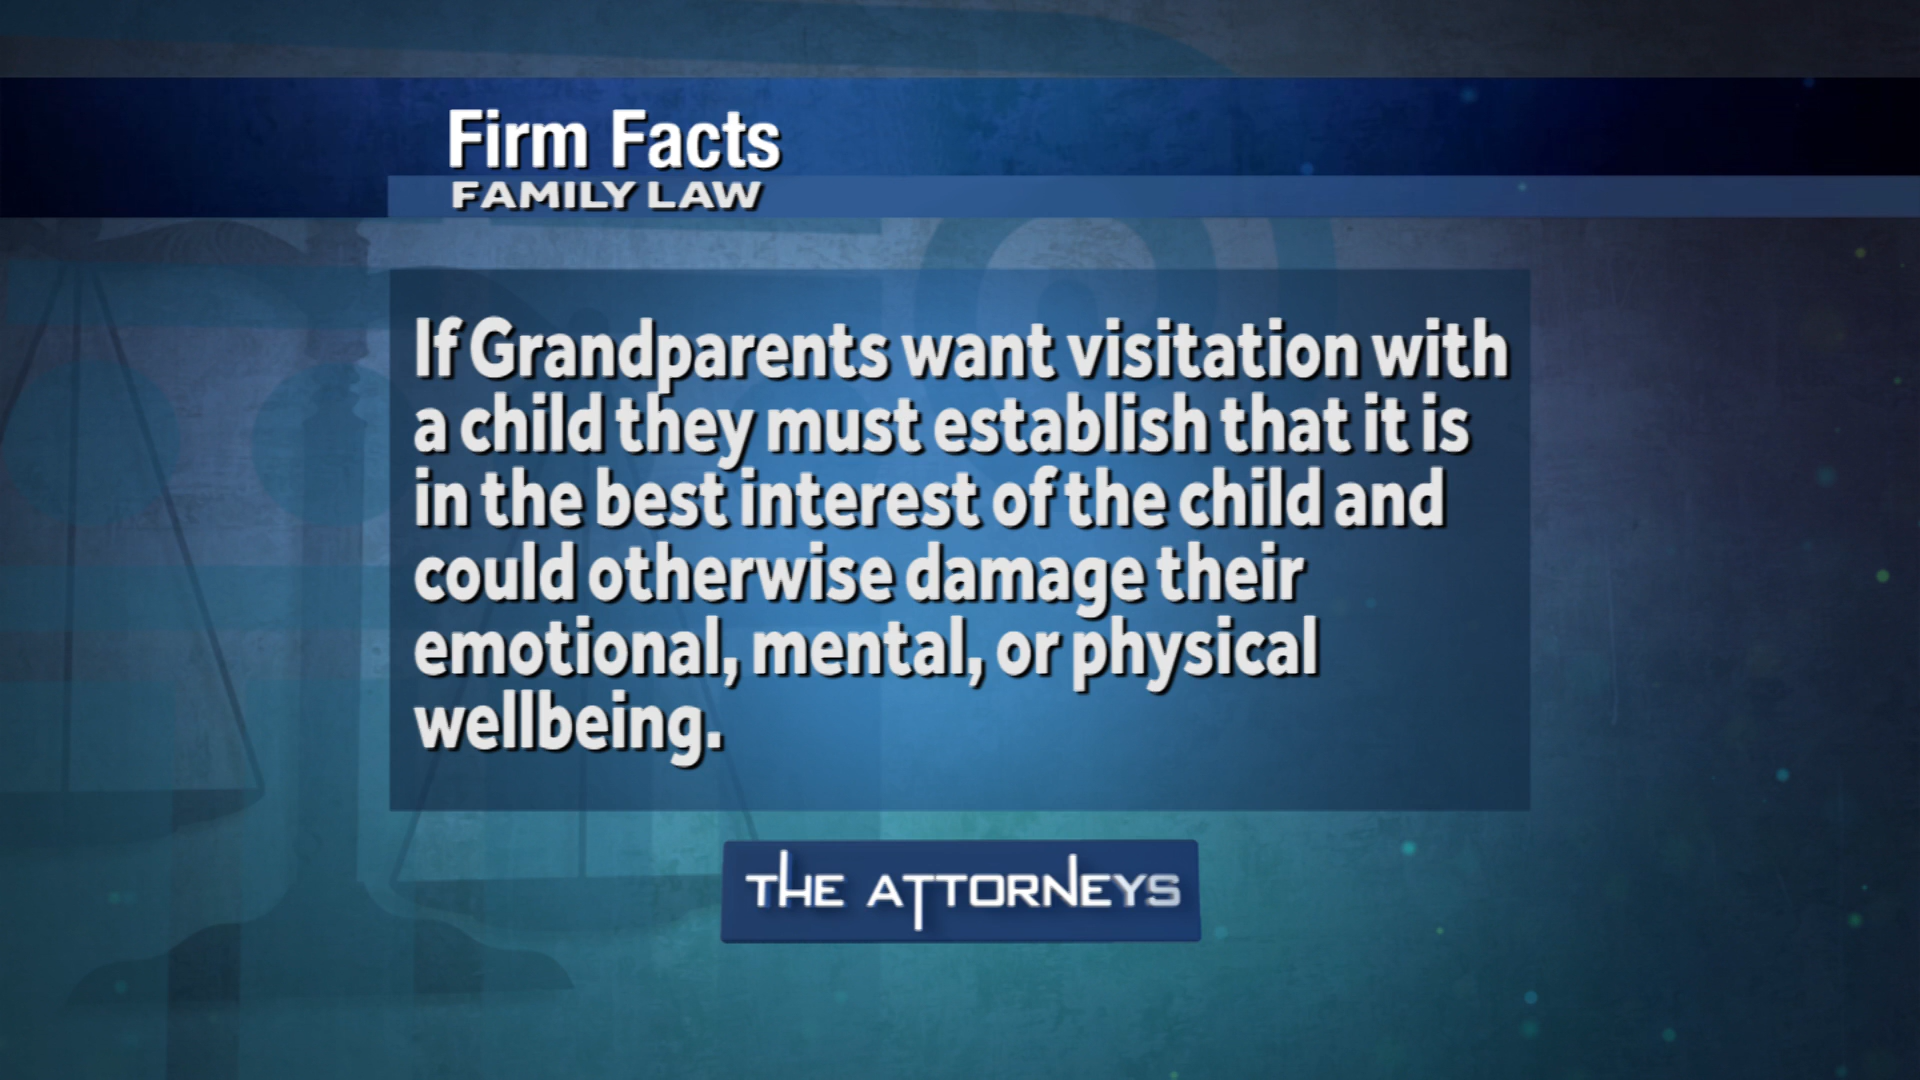 Firm Facts
FAMILY LAW
If Grandparents want visitation with
a child they must establish that it is
in the best interest of the child and
could otherwise damage their
emotional, mental, or physical
wellbeing.
THE ATTORNEYS